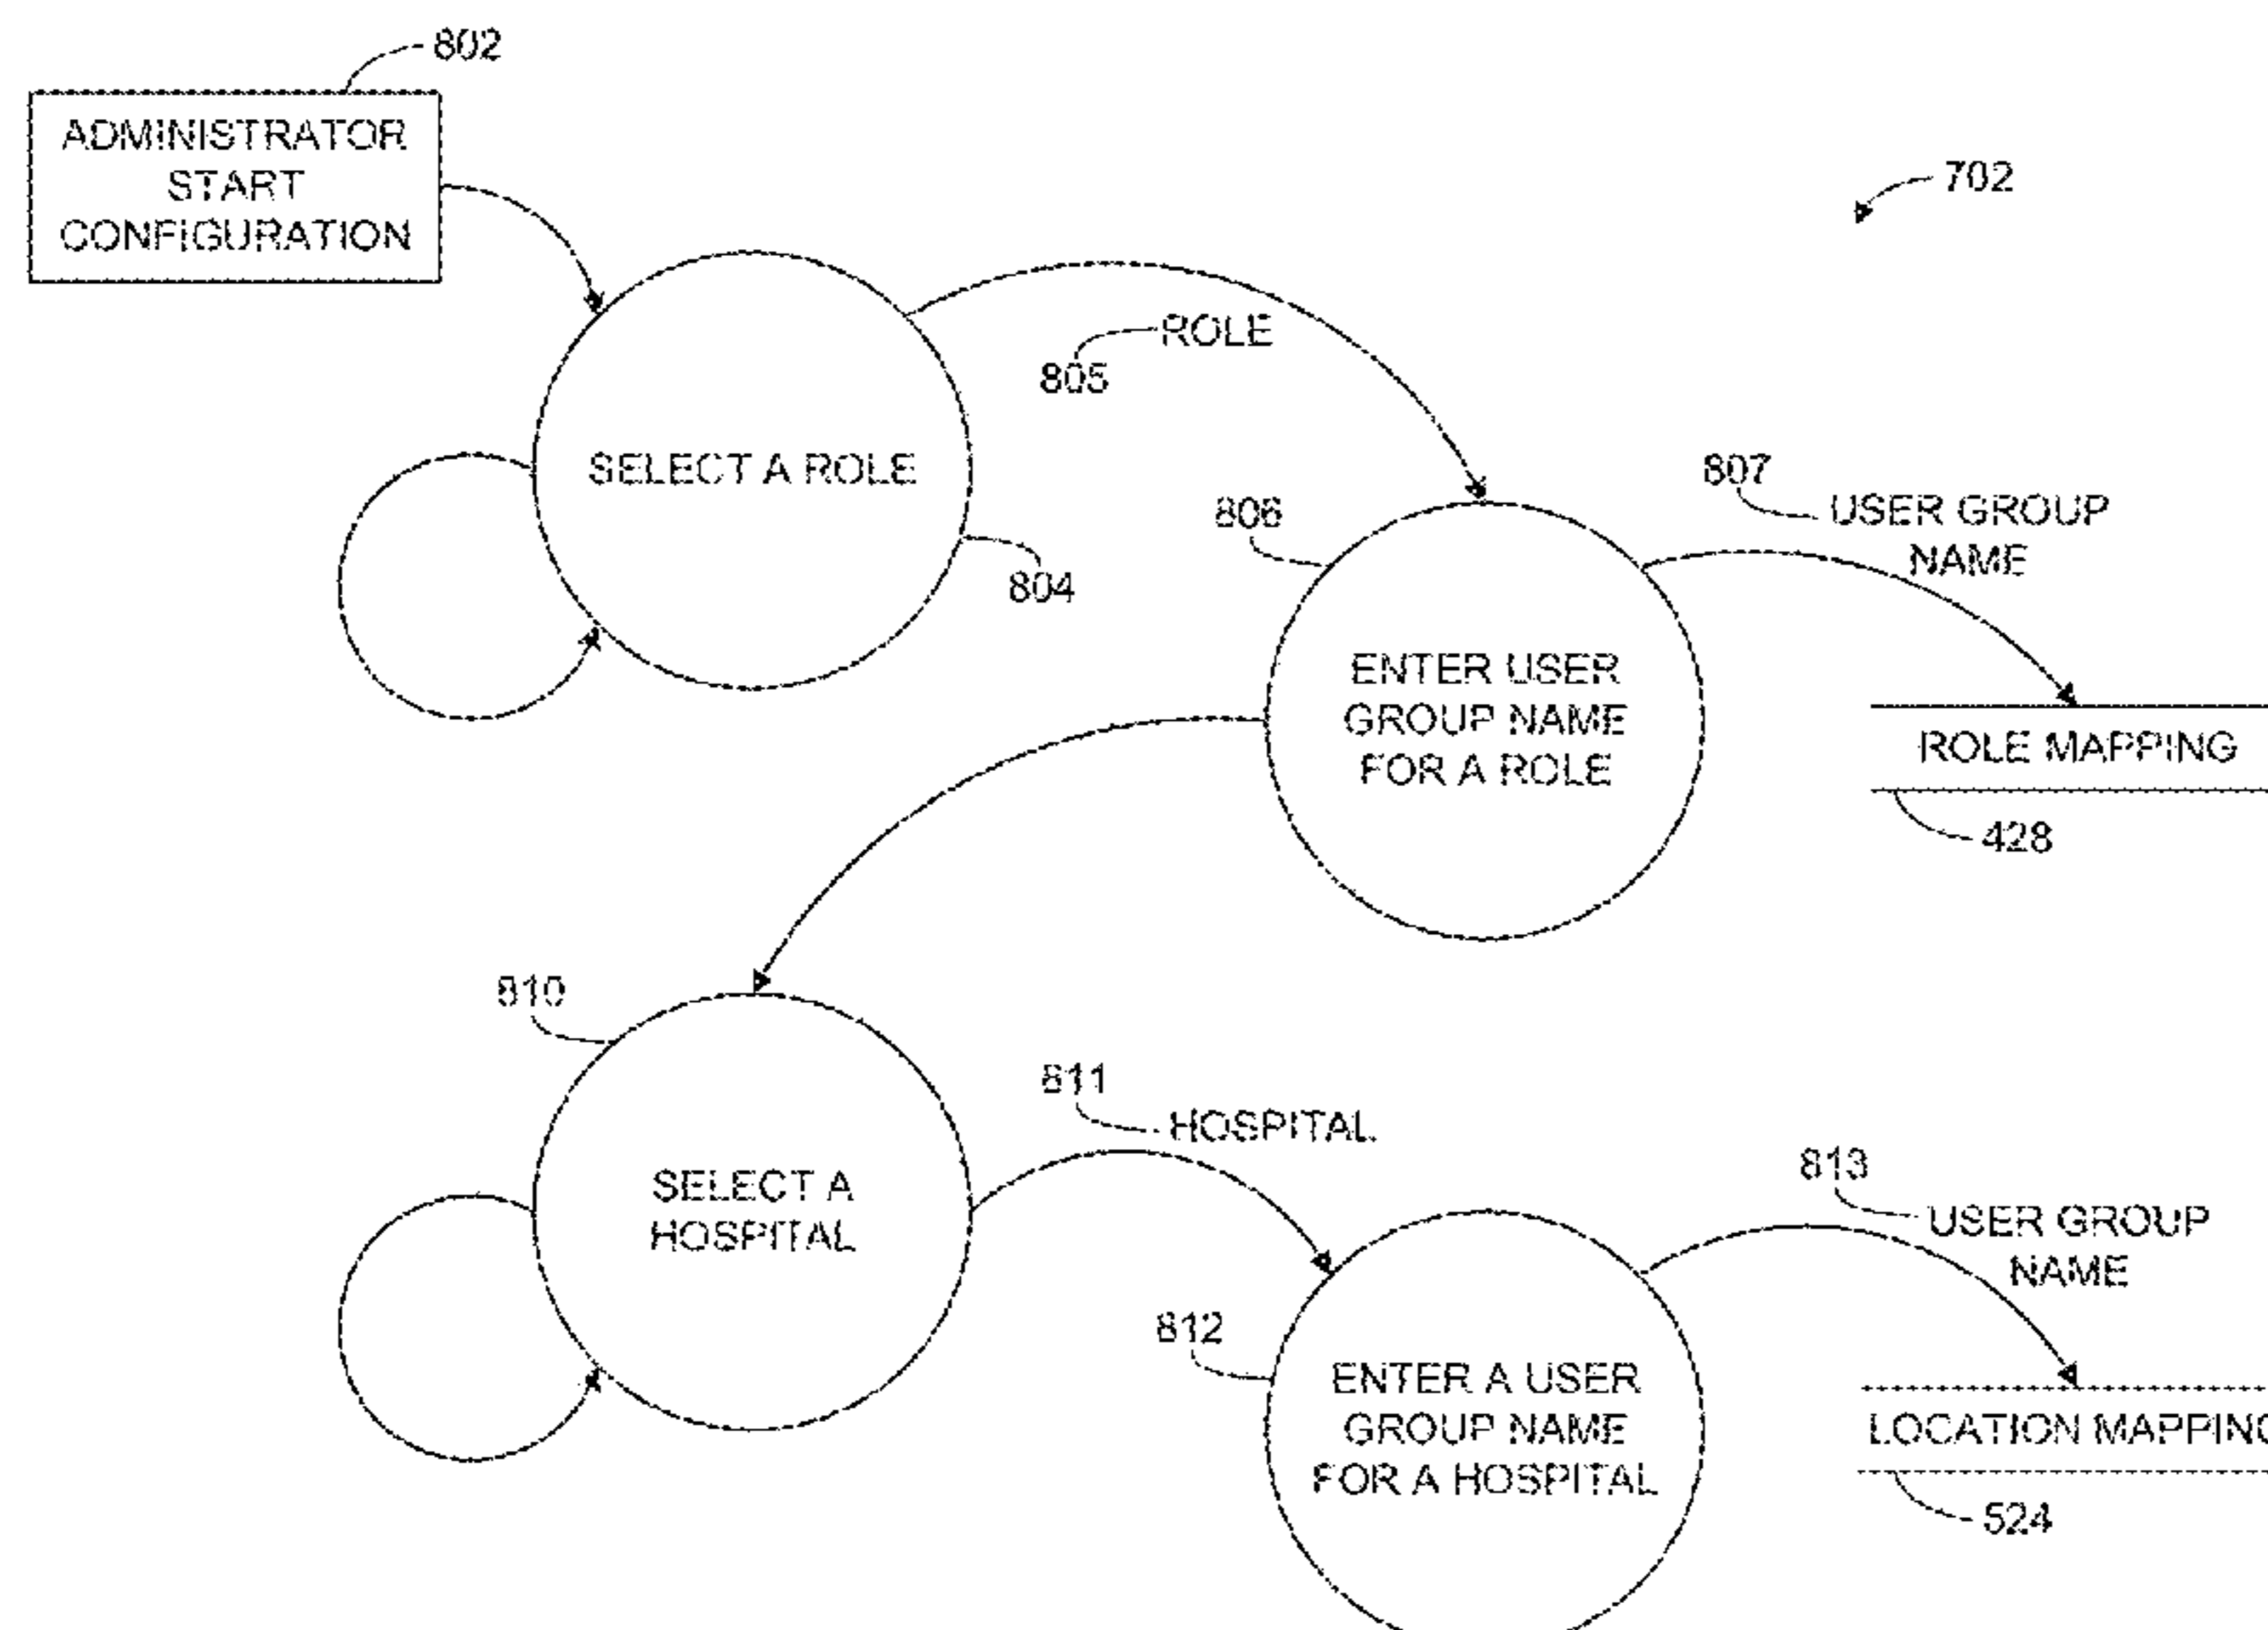 802
ADMINISTRATOR
START
CONFIGURATION
702
ROLE
805
SELECT A ROLE
804
807
USER GROUP
NAME
806
ENTER USER
GROUP NAME
FOR A ROLE
ROLE MAPPING
428
810
SELECT A
HOSPITAL
811
HOSPITAL
813
USER GROUP
NAME
812
ENTER A USER
GROUP NAME
FOR A HOSPITAL
LOCATION MAPPING
524